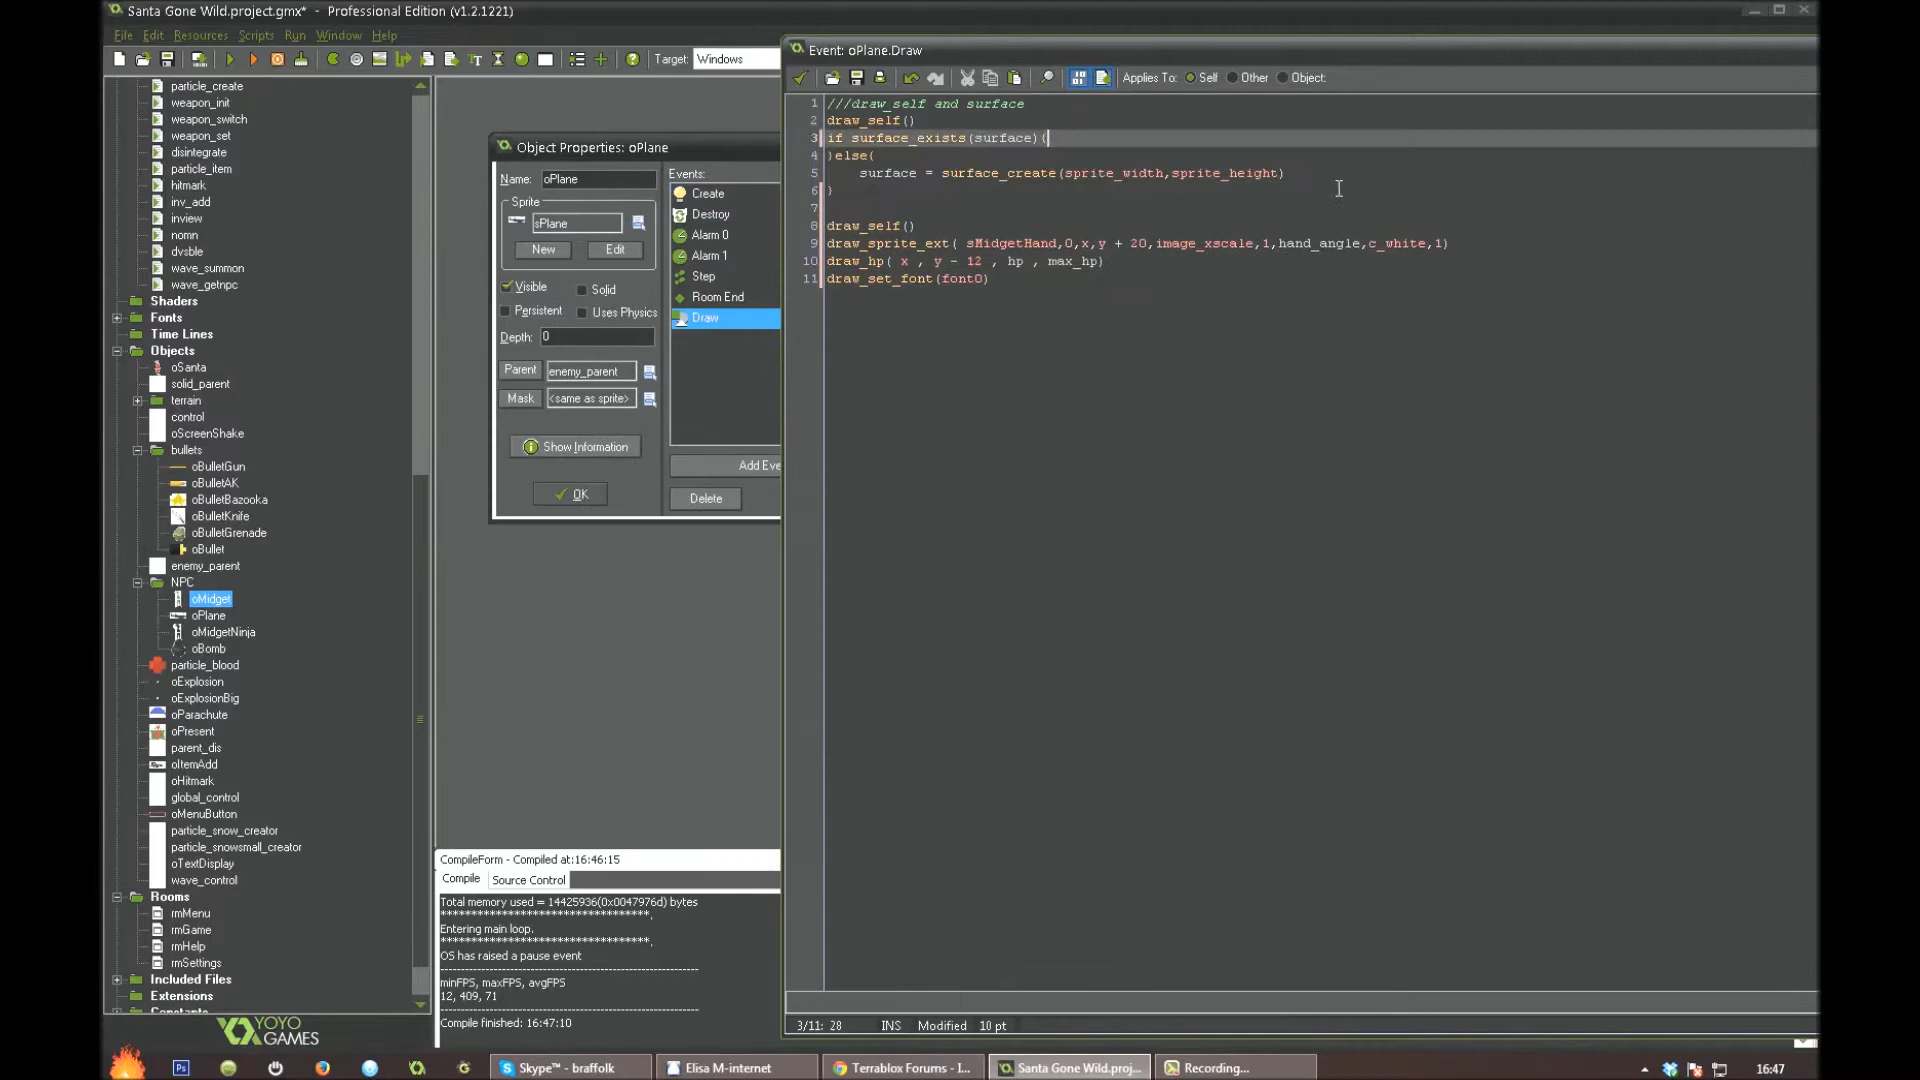 Santa Gone Wild.project.gmx* - Professional Edition (v1.2.1221)
File Edit Resources Scripts Run Window Help
Target: Windows
particle_create
weapon_init
weapon_switch
weapon_set
disintegrate
particle_item
hitmark
inv_add
inview
nomn
dvsble
wave_summon
wave_getnpc
Shaders
Fonts
Time Lines
Objects
oSanta
solid_parent
terrain
control
oScreenShake
bullets
oBulletGun
oBulletAK
oBulletBazooka
oBulletKnife
oBulletGrenade
oBullet
enemy_parent
NPC
oMidget
oPlane
oMidgetNinja
oBomb
particle_blood
oExplosion
oExplosionBig
oParachute
oPresent
parent_dis
oItemAdd
oHitmark
global_control
oMenuButton
particle_snow_creator
particle_snowsmall_creator
oTextDisplay
wave_control
Rooms
rmMenu
rmGame
rmHelp
rmSettings
Included Files
Extensions
YOYO
GAMES
Object Properties: oPlane
Name: oPlane
Sprite
sPlane
New Edit
Visible Solid
Persistent Uses Physics
Depth: 0
Parent enemy_parent
Mask <same as sprite>
Show Information
OK
Events:
Create
Destroy
Alarm 0
Alarm 1
Step
Room End
Draw
Add Eve
Delete
CompileForm - Compiled at:16:46:15
Compile Source Control
Total memory used = 14425936(0x0047976d) bytes
**********************************.
Entering main loop.
**********************************.
OS has raised a pause event
minFPS, maxFPS, avgFPS
12, 409, 71
Compile finished: 16:47:10
Event: oPlane.Draw
Applies To: Self Other Object:
1 ///draw_self and surface
2 draw_self()
3 if surface_exists(surface){
4 }else{
5 surface = surface_create(sprite_width,sprite_height)
6 }
7
8 draw_self()
9 draw_sprite_ext( sMidgetHand,0,x,y + 20,image_xscale,1,hand_angle,c_white,1)
10 draw_hp( x , y - 12 , hp , max_hp)
11 draw_set_font(font0)
3/11: 28 INS Modified 10 pt
Ps Skype™ - braffolk Elisa M-internet Terrablox Forums - I... Santa Gone Wild.proj... Recording... 16:47